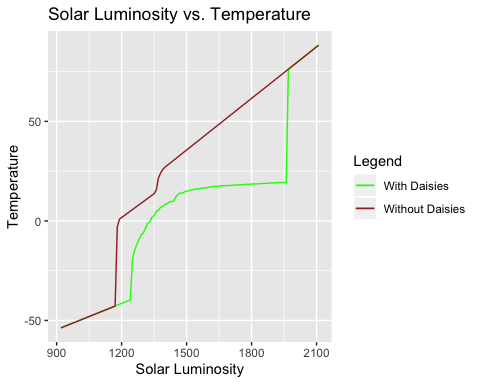 Solar Luminosity vs. Temperature
Temperature
50
0
-50
900 1200 1500 1800 2100
Solar Luminosity
Legend
With Daisies
Without Daisies